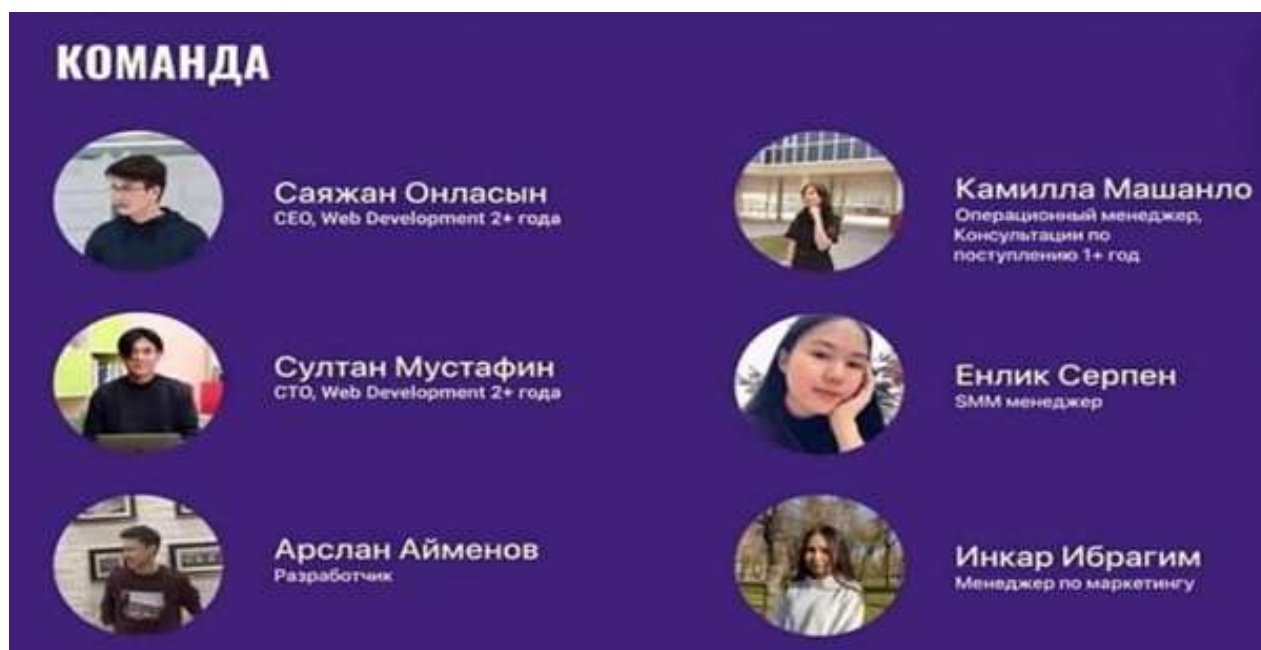 КОМАНДА
Саяжан Онласын
CEO, Web Development 2+ года
Султан Мустафин
CTO, Web Development 2+ года
Арслан Айменов
Разработчик
Камилла Машанло
Операционный менеджер,
Консультации по
поступлению 1+ год
Енлик Серпен
SMM менеджер
Инкар Ибрагим
Менеджер по маркетингу